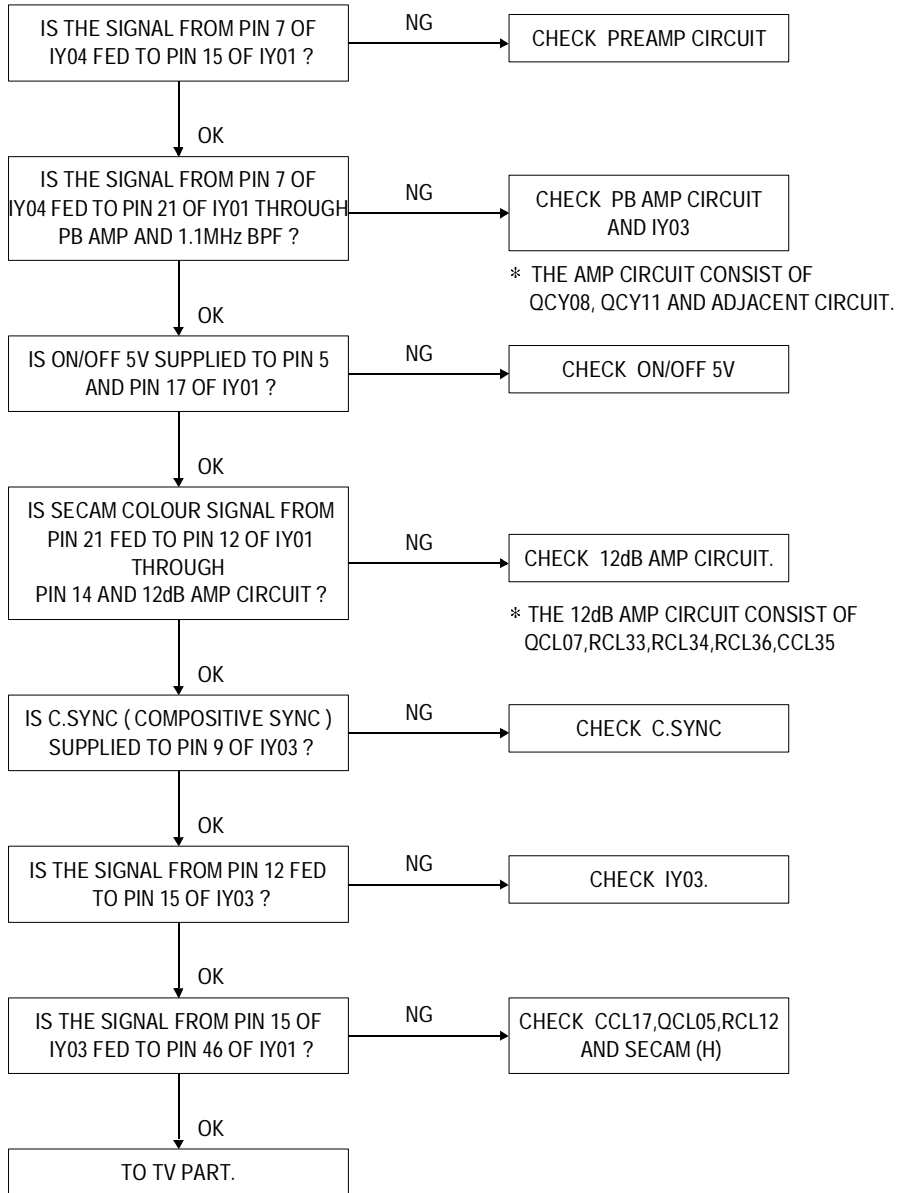 IS THE SIGNAL FROM PIN 7 OF
IY04 FED TO PIN 15 OF IY01 ?
NG
CHECK PREAMP CIRCUIT
OK
IS THE SIGNAL FROM PIN 7 OF
IY04 FED TO PIN 21 OF IY01 THROUGH
PB AMP AND 1.1MHz BPF ?
NG
CHECK PB AMP CIRCUIT
AND IY03
* THE AMP CIRCUIT CONSIST OF
QCY08, QCY11 AND ADJACENT CIRCUIT.
OK
IS ON/OFF 5V SUPPLIED TO PIN 5
AND PIN 17 OF IY01 ?
NG
CHECK ON/OFF 5V
OK
IS SECAM COLOUR SIGNAL FROM
PIN 21 FED TO PIN 12 OF IY01
THROUGH
PIN 14 AND 12dB AMP CIRCUIT ?
NG
CHECK 12dB AMP CIRCUIT.
* THE 12dB AMP CIRCUIT CONSIST OF
QCL07,RCL33,RCL34,RCL36,CCL35
OK
IS C.SYNC ( COMPOSITIVE SYNC )
SUPPLIED TO PIN 9 OF IY03 ?
NG
CHECK C.SYNC
OK
IS THE SIGNAL FROM PIN 12 FED
TO PIN 15 OF IY03 ?
NG
CHECK IY03.
OK
IS THE SIGNAL FROM PIN 15 OF
IY03 FED TO PIN 46 OF IY01 ?
NG
CHECK CCL17,QCL05,RCL12
AND SECAM (H)
OK
TO TV PART.